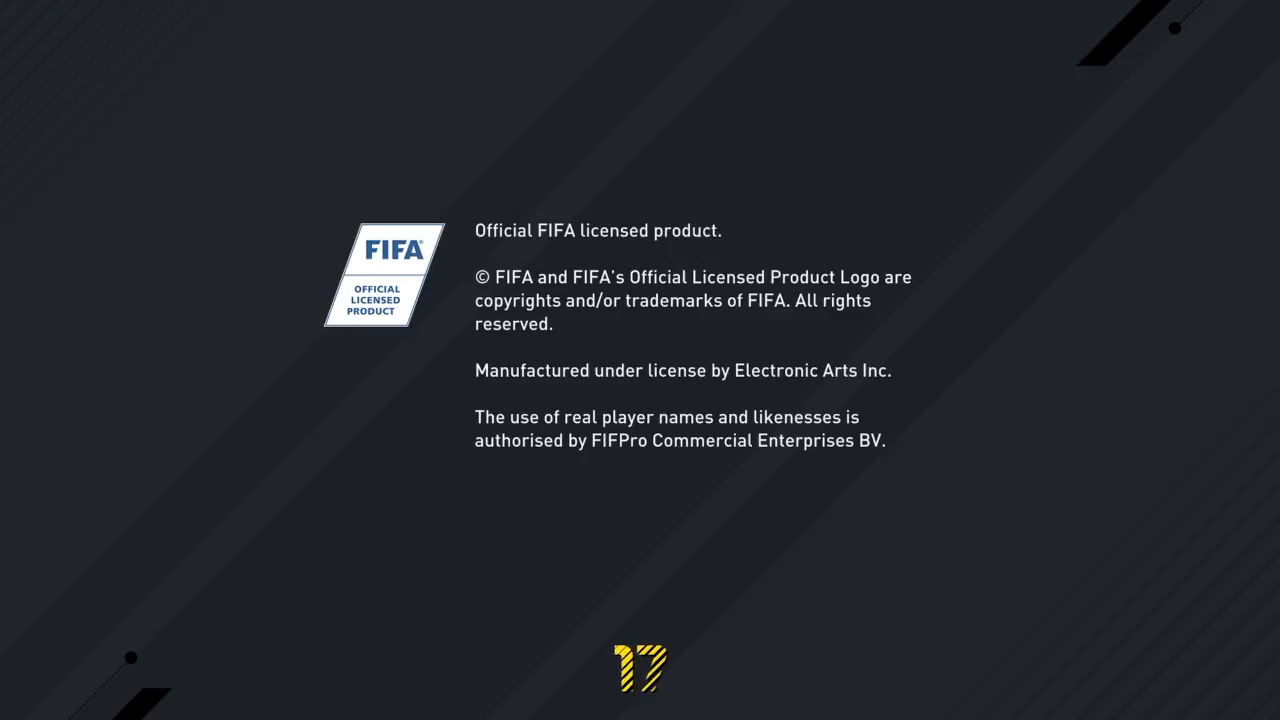 FIFA
OFFICIAL
LICENSED
PRODUCT
Official FIFA licensed product.
© FIFA and FIFA's Official Licensed Product Logo are
copyrights and/or trademarks of FIFA. All rights
reserved.
Manufactured under license by Electronic Arts Inc.
The use of real player names and likenesses is
authorised by FIFPro Commercial Enterprises BV.
17